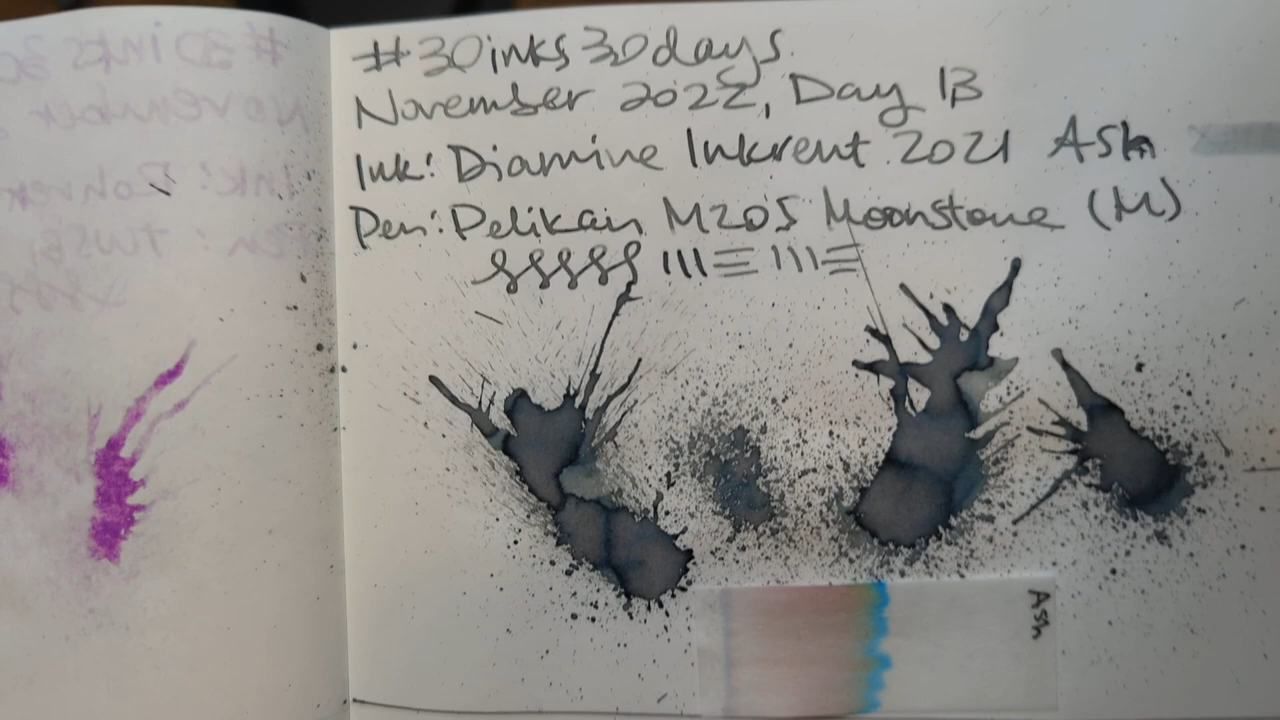 #30inks30days
November 2022, Day 13
Ink: Diamine Inkvent 2021 Ash
Pen: Pelikan M205 Moonstone (M)
Ash